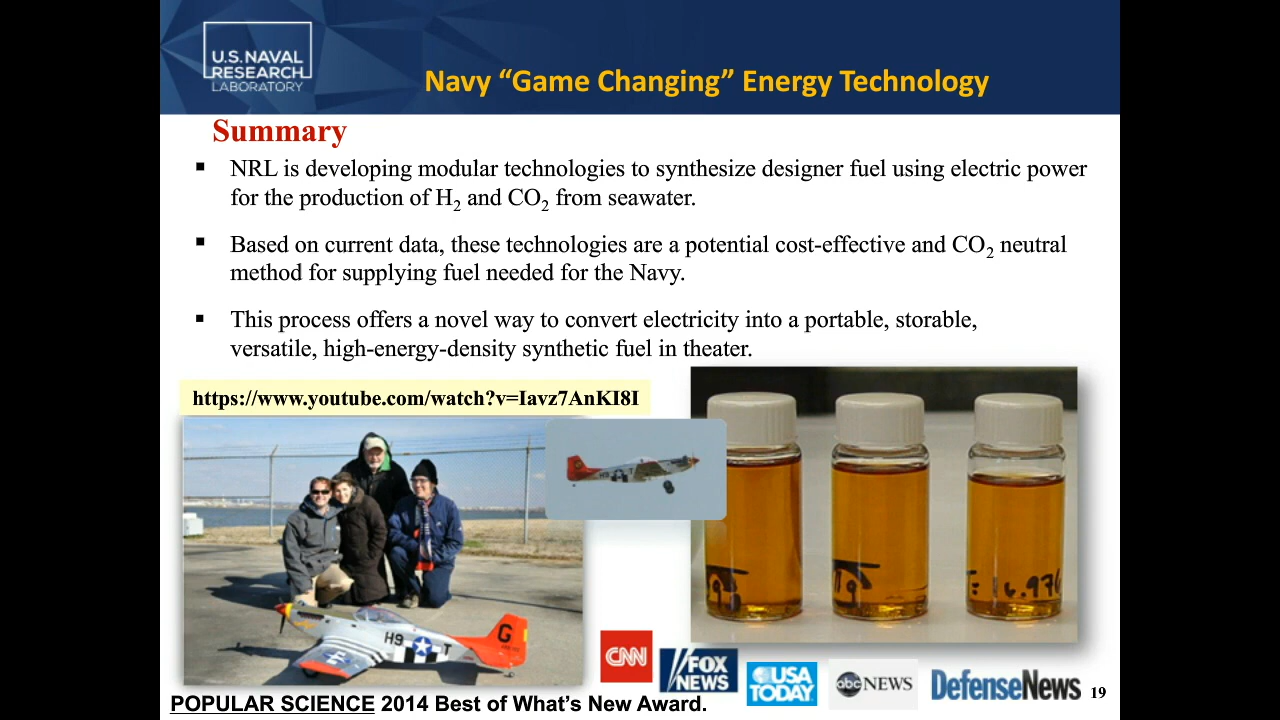 U.S. NAVAL
RESEARCH
LABORATORY
Navy “Game Changing” Energy Technology
Summary
▪ NRL is developing modular technologies to synthesize designer fuel using electric power
for the production of H₂ and CO₂ from seawater.
▪ Based on current data, these technologies are a potential cost-effective and CO₂ neutral
method for supplying fuel needed for the Navy.
▪ This process offers a novel way to convert electricity into a portable, storable,
versatile, high-energy-density synthetic fuel in theater.
https://www.youtube.com/watch?v=Iavz7AnKI8I
H9
G
CNN
FOX
NEWS
USA
TODAY
abc NEWS
DefenseNews
19
POPULAR SCIENCE 2014 Best of What’s New Award.